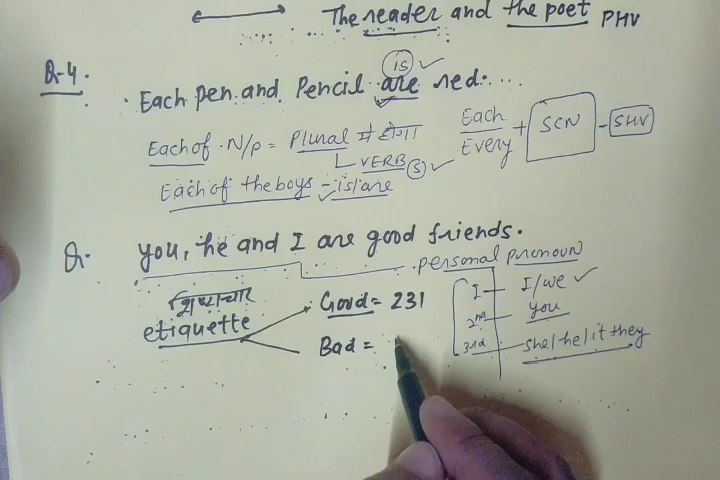 The reader and the poet PHV
Q-4.
is ✓
Each pen and Pencil are red.
Each of N/P = Plural में होगा
VERB (S) ✓
Each of the boys - is/are
Each
Every + SCN - SHV
Q. You, he and I are good friends.
personal pronoun
शिष्टाचार
etiquette
Good = 231
Bad =
I - I/we ✓
2nd - you
3rd - she/he/it they